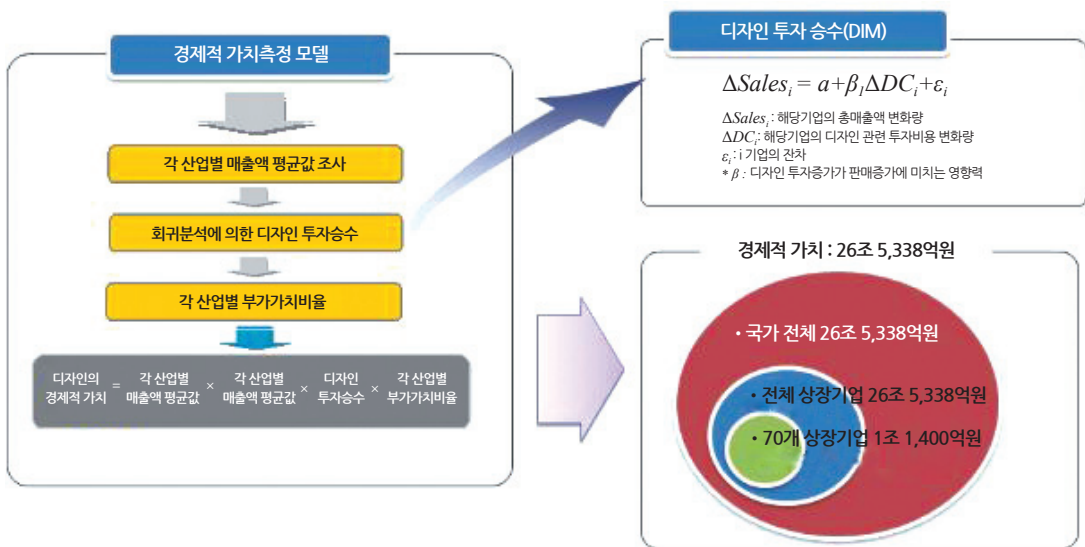 경제적 가치측정 모델
각 산업별 매출액 평균값 조사
회귀분석에 의한 디자인 투자승수
각 산업별 부가가치비율
디자인의 경제적 가치 = 각 산업별 매출액 평균값 × 각 산업별 매출액 평균값 × 디자인 투자승수 × 각 산업별 부가가치비율
디자인 투자 승수(DIM)
ΔSales_i = a+β_1ΔDC_i+ε_i
ΔSales_i : 해당기업의 총매출액 변화량
ΔDC_i : 해당기업의 디자인 관련 투자비용 변화량
ε_i : i 기업의 잔차
* β : 디자인 투자증가가 판매증가에 미치는 영향력
경제적 가치 : 26조 5,338억원
• 국가 전체 26조 5,338억원
• 전체 상장기업 26조 5,338억원
• 70개 상장기업 1조 1,400억원